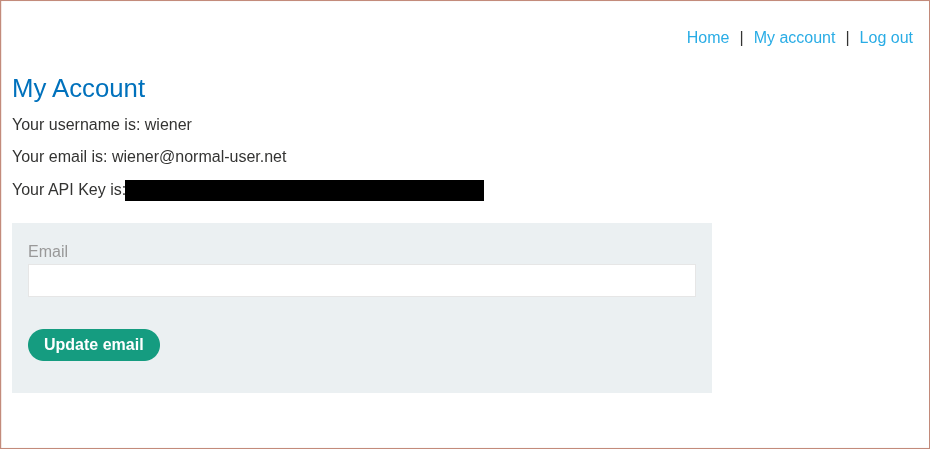 Home | My account | Log out
My Account
Your username is: wiener
Your email is: wiener@normal-user.net
Your API Key is:
Email
Update email